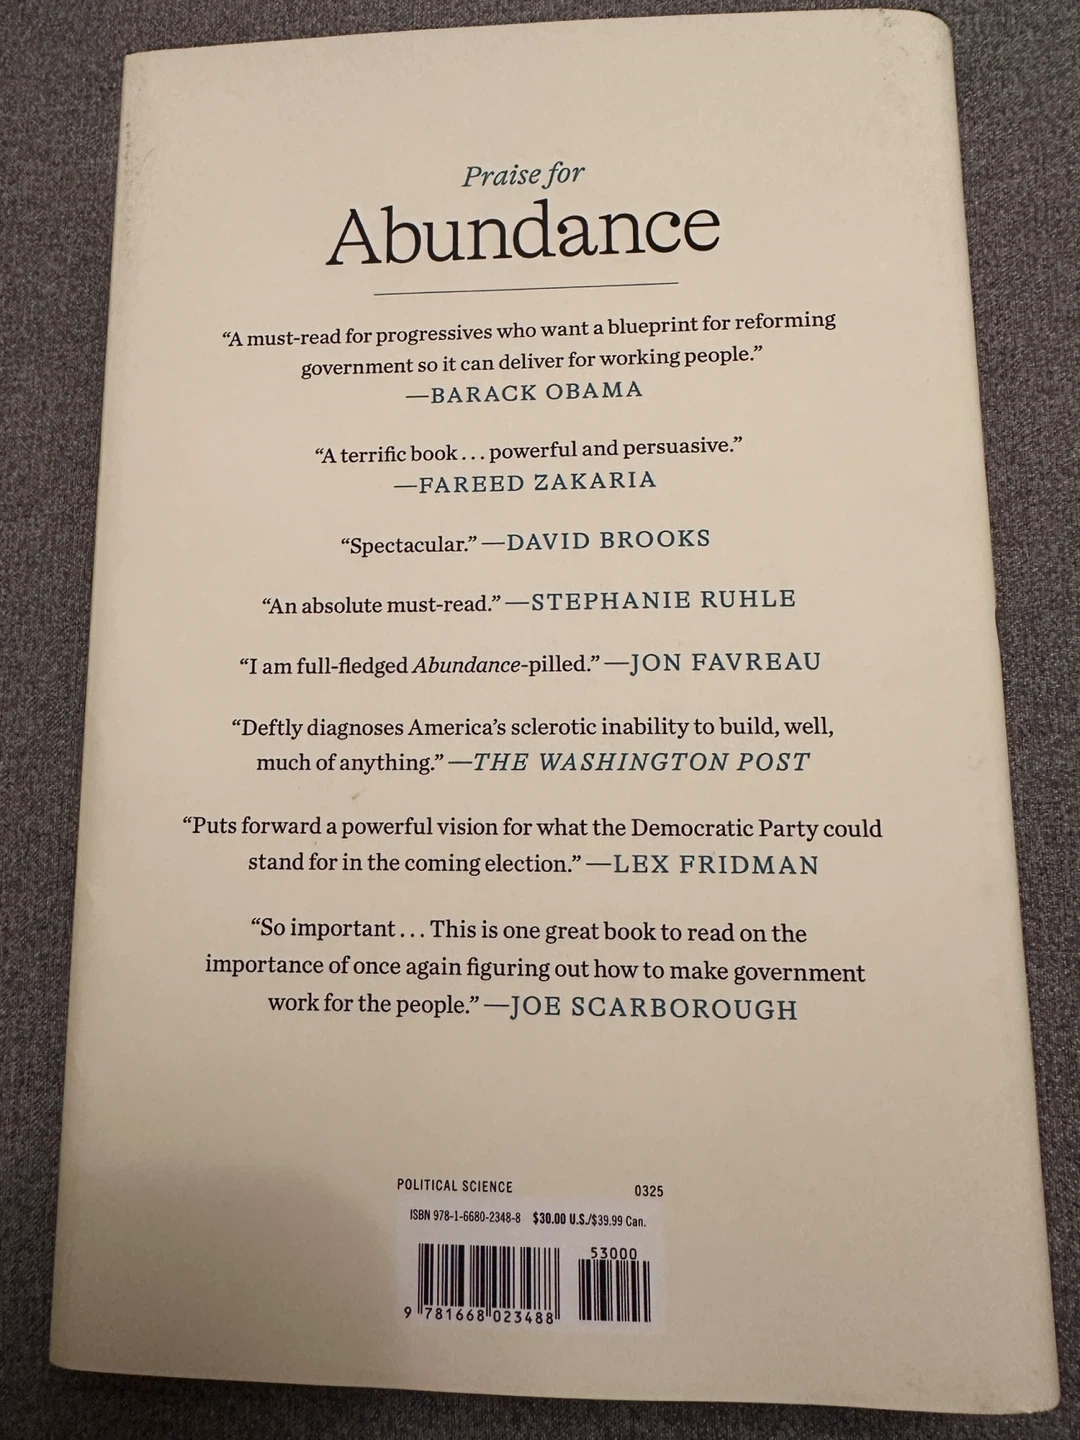 Praise for
Abundance
“A must-read for progressives who want a blueprint for reforming
government so it can deliver for working people.”
—BARACK OBAMA
“A terrific book . . . powerful and persuasive.”
—FAREED ZAKARIA
“Spectacular.” —DAVID BROOKS
“An absolute must-read.” —STEPHANIE RUHLE
“I am full-fledged Abundance-pilled.” —JON FAVREAU
“Deftly diagnoses America’s sclerotic inability to build, well,
much of anything.” —THE WASHINGTON POST
“Puts forward a powerful vision for what the Democratic Party could
stand for in the coming election.” —LEX FRIDMAN
“So important . . . This is one great book to read on the
importance of once again figuring out how to make government
work for the people.” —JOE SCARBOROUGH
POLITICAL SCIENCE 0325
ISBN 978-1-6680-2348-8 $30.00 U.S./$39.99 Can.
53000
9 781668 023488